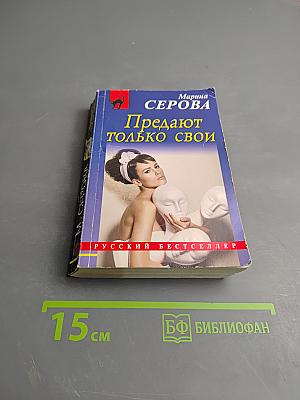 Марина
СЕРОВА
Предают
только свои
РУССКИЙ БЕСТСЕЛЛЕР
15 см
БФ БИБЛИОФАН